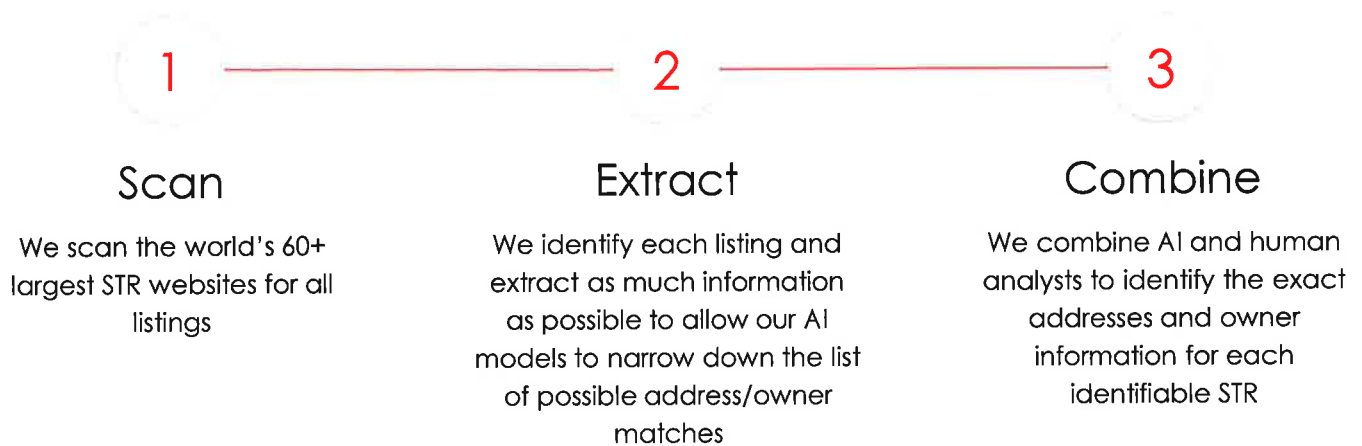 1
2
3
Scan
We scan the world's 60+
largest STR websites for all
listings
Extract
We identify each listing and
extract as much information
as possible to allow our AI
models to narrow down the list
of possible address/owner
matches
Combine
We combine AI and human
analysts to identify the exact
addresses and owner
information for each
identifiable STR